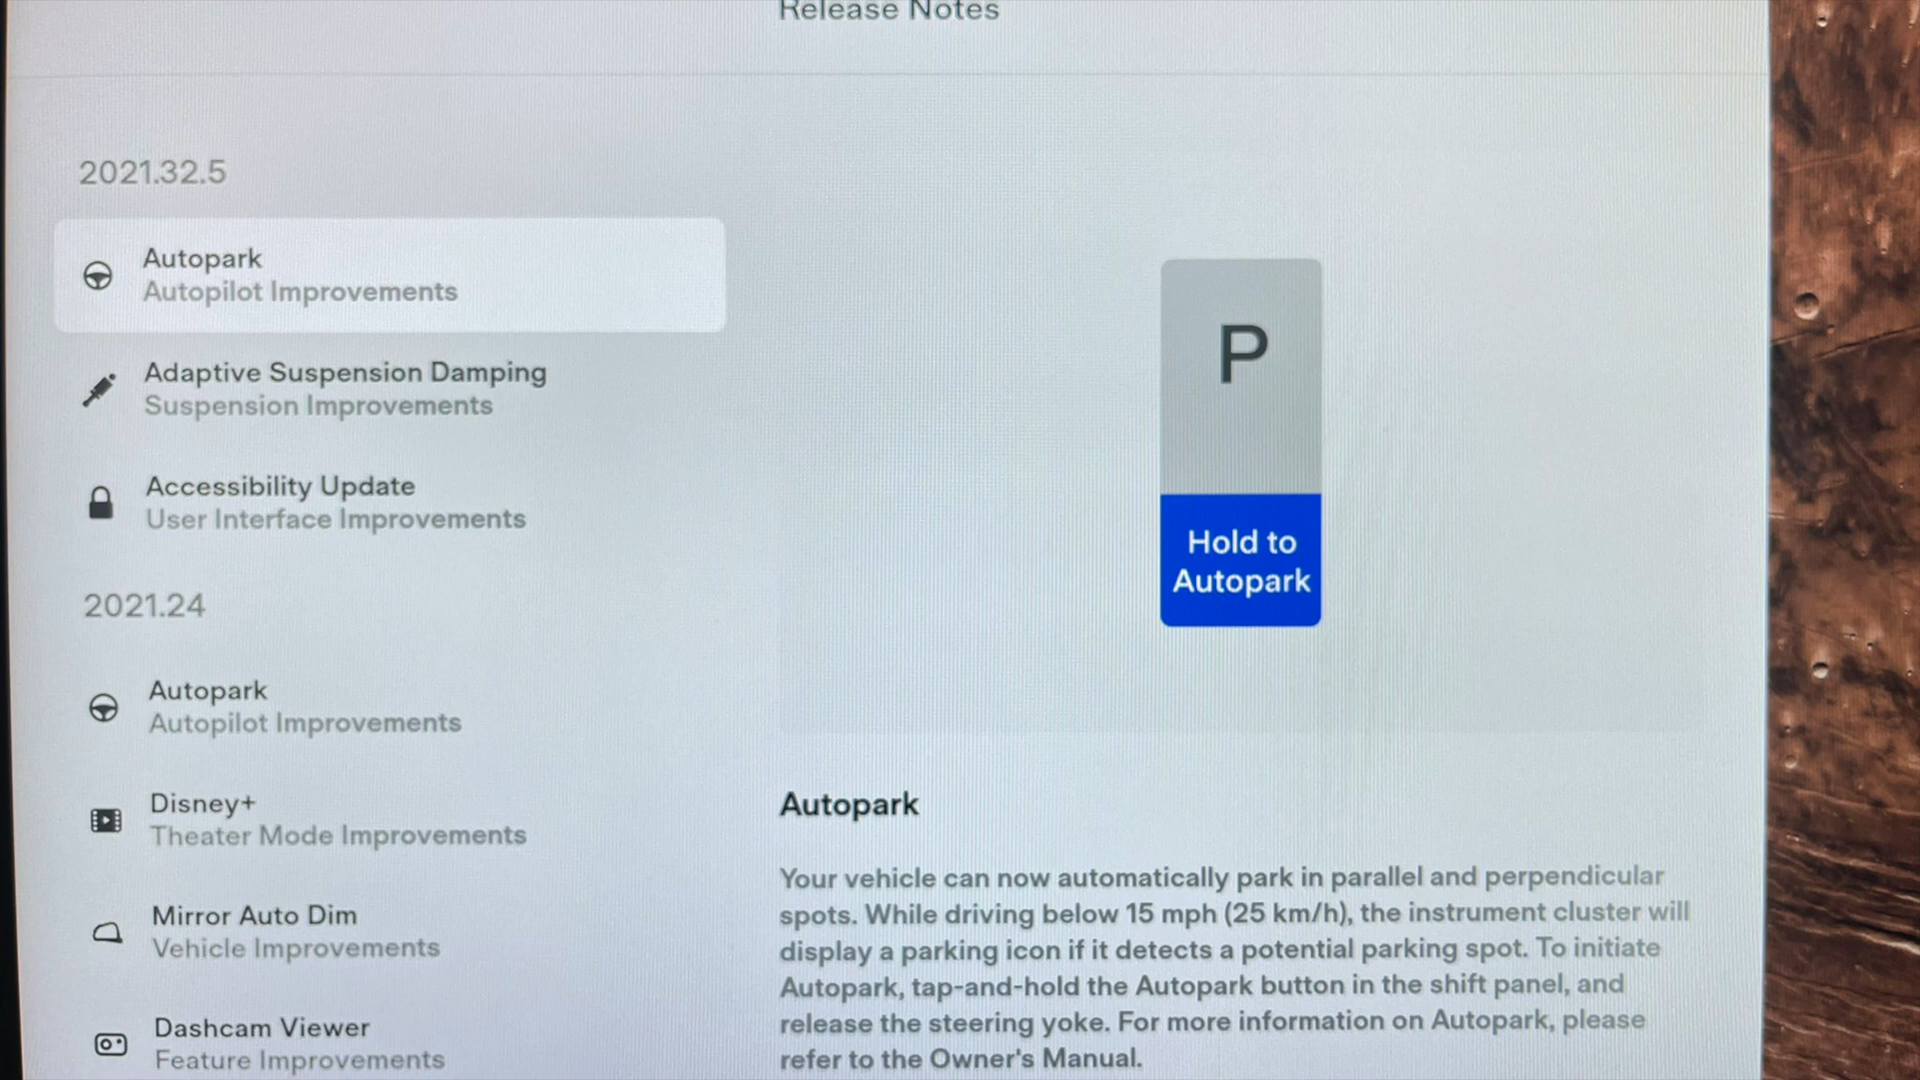 Release Notes
2021.32.5
Autopark
Autopilot Improvements
Adaptive Suspension Damping
Suspension Improvements
Accessibility Update
User Interface Improvements
2021.24
Autopark
Autopilot Improvements
Disney+
Theater Mode Improvements
Mirror Auto Dim
Vehicle Improvements
Dashcam Viewer
Feature Improvements
P
Hold to
Autopark
Autopark
Your vehicle can now automatically park in parallel and perpendicular
spots. While driving below 15 mph (25 km/h), the instrument cluster will
display a parking icon if it detects a potential parking spot. To initiate
Autopark, tap-and-hold the Autopark button in the shift panel, and
release the steering yoke. For more information on Autopark, please
refer to the Owner's Manual.